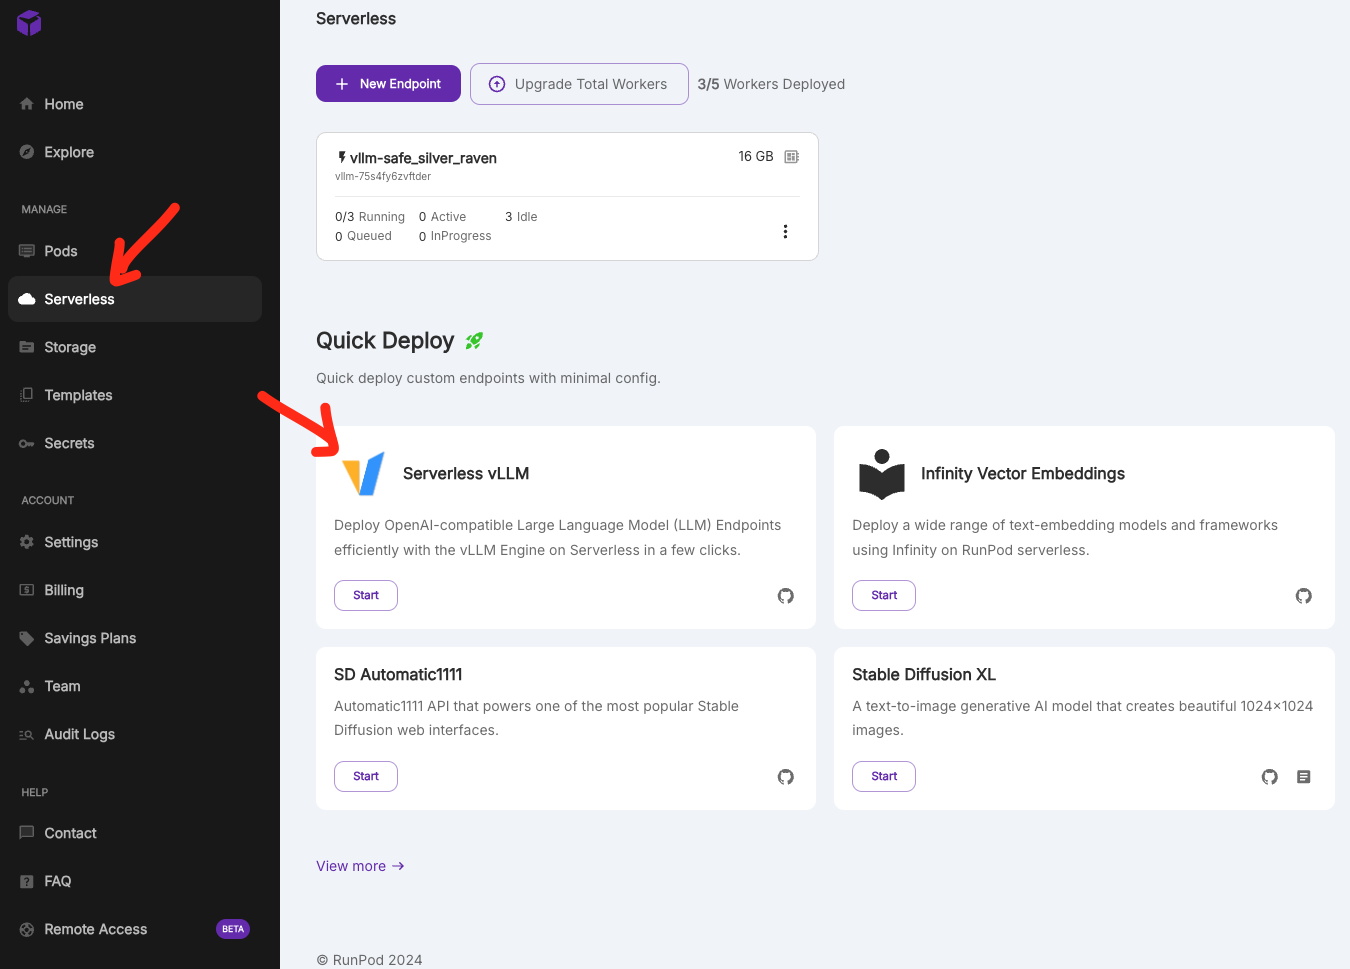 Home
Explore
MANAGE
Pods
Serverless
Storage
Templates
Secrets
ACCOUNT
Settings
Billing
Savings Plans
Team
Audit Logs
HELP
Contact
FAQ
Remote Access BETA
Serverless
New Endpoint
Upgrade Total Workers
3/5 Workers Deployed
vllm-safe_silver_raven
16 GB
vllm-75s4fy6zvftder
0/3 Running 0 Active 3 Idle
0 Queued 0 InProgress
Quick Deploy
Quick deploy custom endpoints with minimal config.
Serverless vLLM
Deploy OpenAI-compatible Large Language Model (LLM) Endpoints
efficiently with the vLLM Engine on Serverless in a few clicks.
Start
Infinity Vector Embeddings
Deploy a wide range of text-embedding models and frameworks
using Infinity on RunPod serverless.
Start
SD Automatic1111
Automatic1111 API that powers one of the most popular Stable
Diffusion web interfaces.
Start
Stable Diffusion XL
A text-to-image generative AI model that creates beautiful 1024x1024
images.
Start
View more →
© RunPod 2024